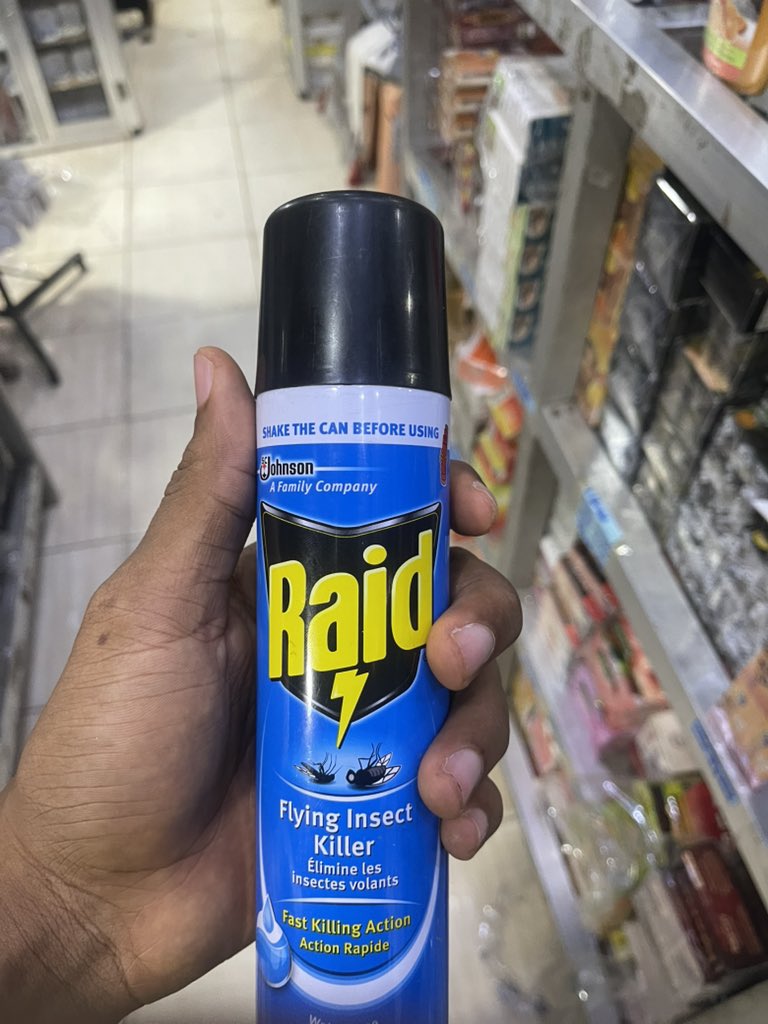 SHAKE THE CAN BEFORE USING
SC Johnson
A Family Company
Raid
Flying Insect
Killer
Élimine les
insectes volants
Fast Killing Action
Action Rapide